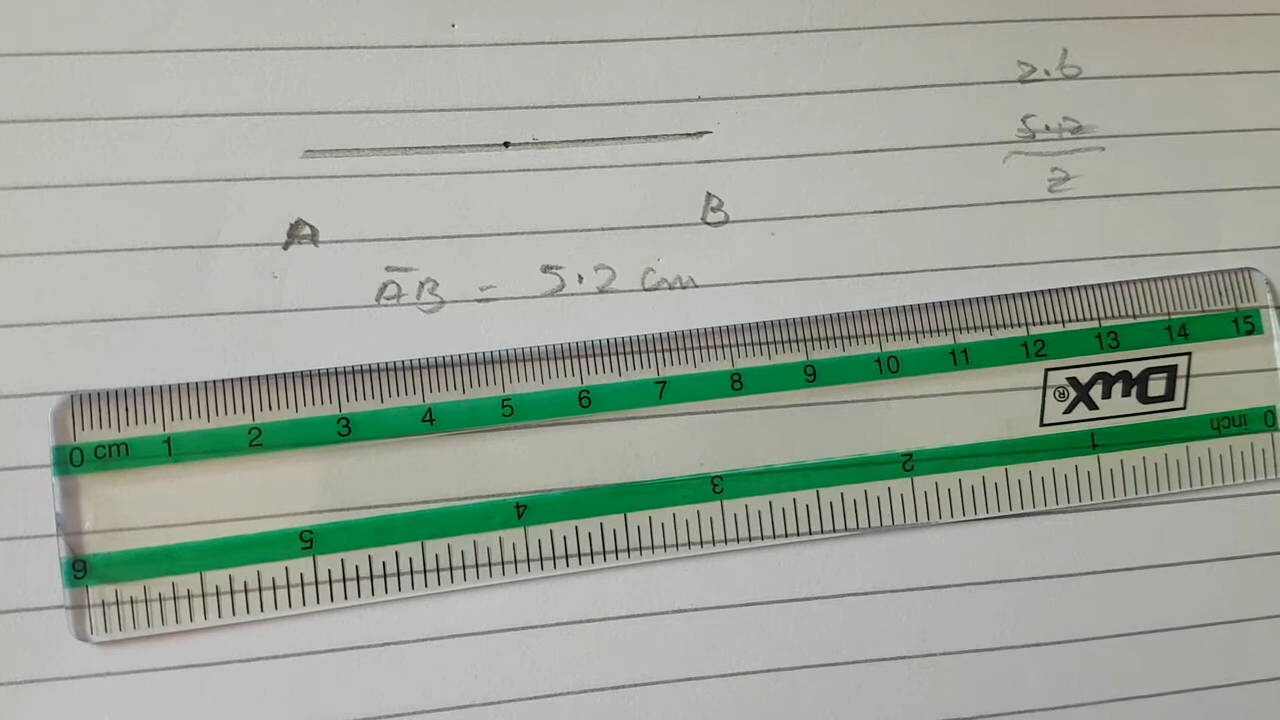 2.6
5.2
2
A B
AB = 5.2 cm
0 cm 1 2 3 4 5 6 7 8 9 10 11 12 13 14 15
DUX®
6 5 4 3 2 1 inch 0